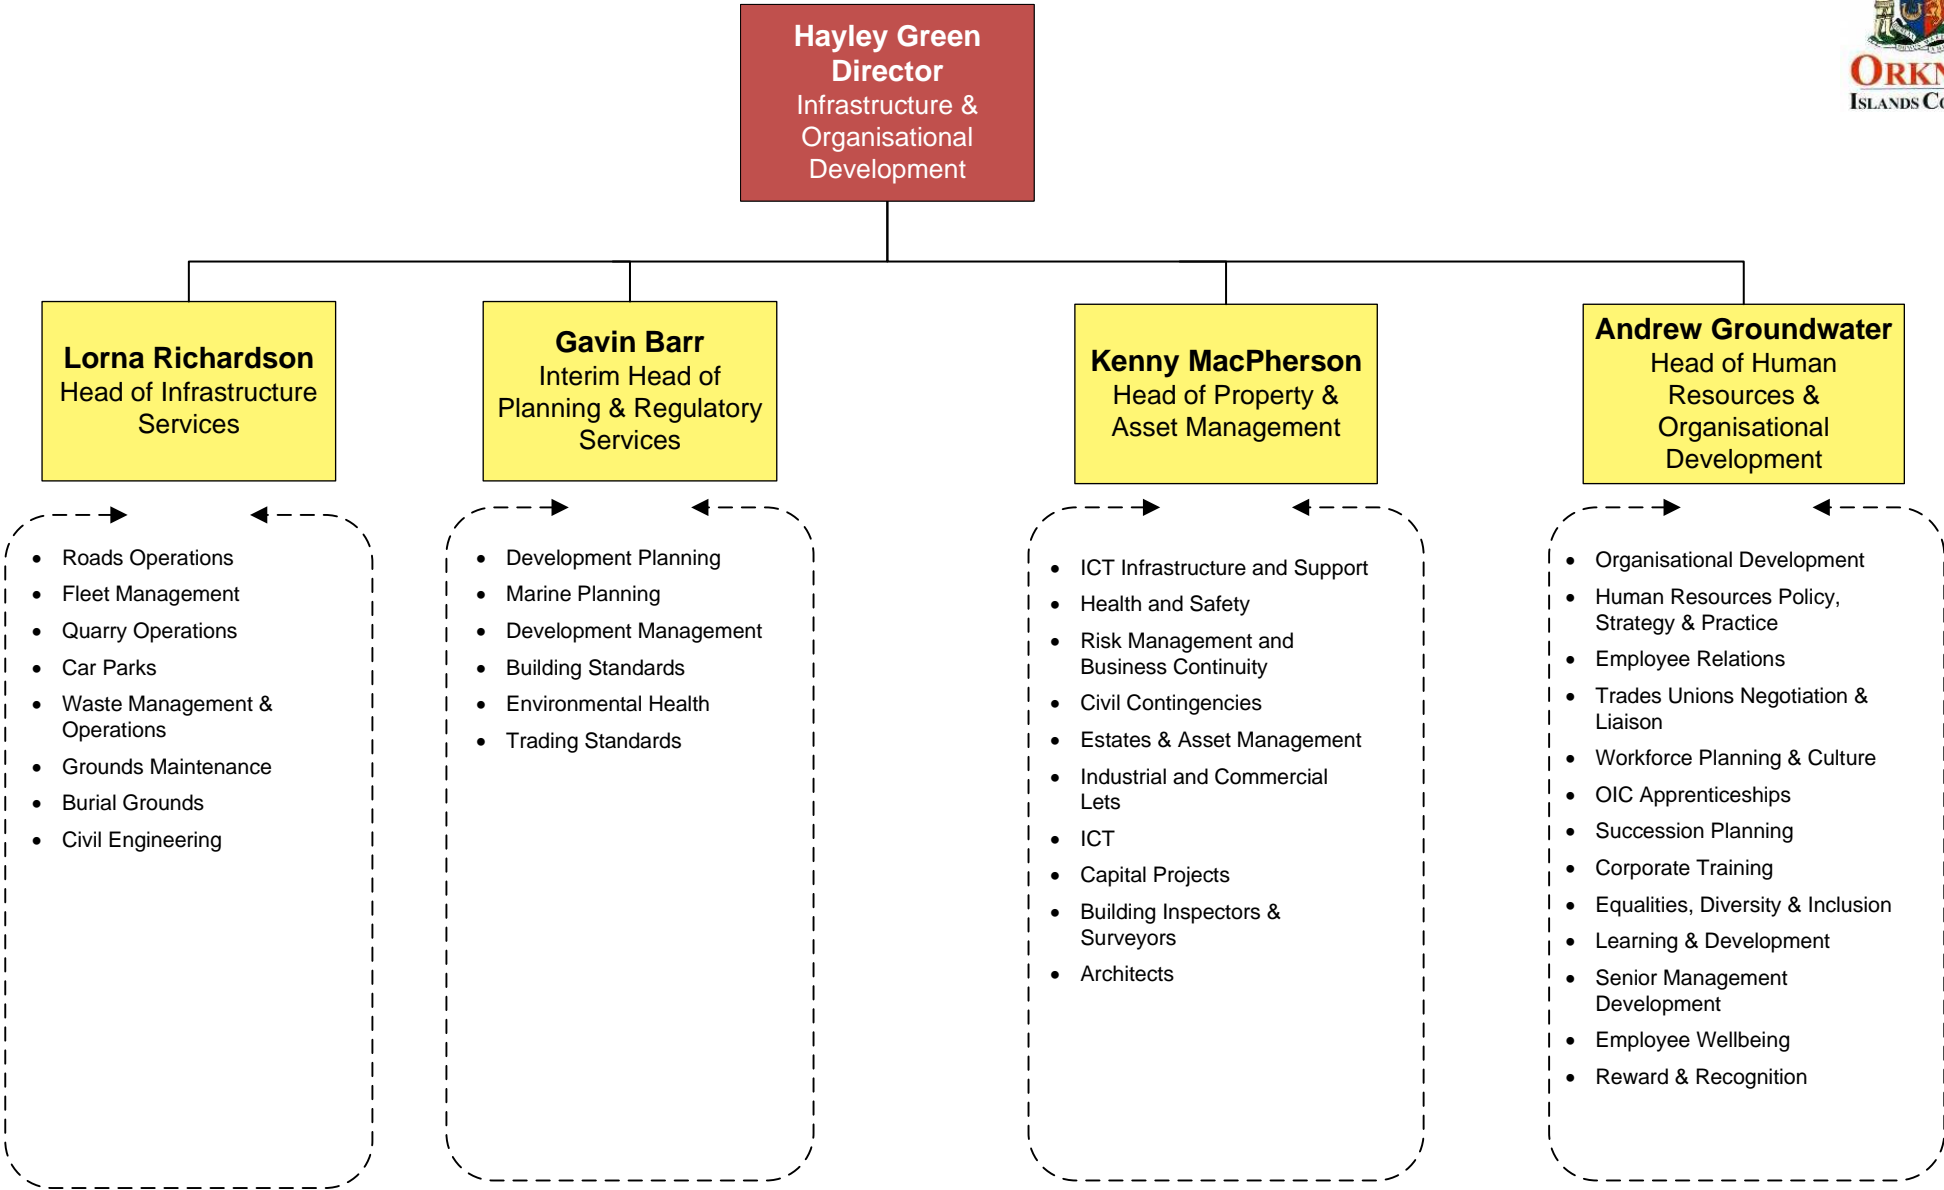 Hayley Green
Director
Infrastructure &
Organisational
Development
Lorna Richardson
Head of Infrastructure
Services
Gavin Barr
Interim Head of
Planning & Regulatory
Services
Kenny MacPherson
Head of Property &
Asset Management
Andrew Groundwater
Head of Human
Resources &
Organisational
Development
• Roads Operations
• Fleet Management
• Quarry Operations
• Car Parks
• Waste Management &
Operations
• Grounds Maintenance
• Burial Grounds
• Civil Engineering
• Development Planning
• Marine Planning
• Development Management
• Building Standards
• Environmental Health
• Trading Standards
• ICT Infrastructure and Support
• Health and Safety
• Risk Management and
Business Continuity
• Civil Contingencies
• Estates & Asset Management
• Industrial and Commercial
Lets
• ICT
• Capital Projects
• Building Inspectors &
Surveyors
• Architects
• Organisational Development
• Human Resources Policy,
Strategy & Practice
• Employee Relations
• Trades Unions Negotiation &
Liaison
• Workforce Planning & Culture
• OIC Apprenticeships
• Succession Planning
• Corporate Training
• Equalities, Diversity & Inclusion
• Learning & Development
• Senior Management
Development
• Employee Wellbeing
• Reward & Recognition
ISLANDS